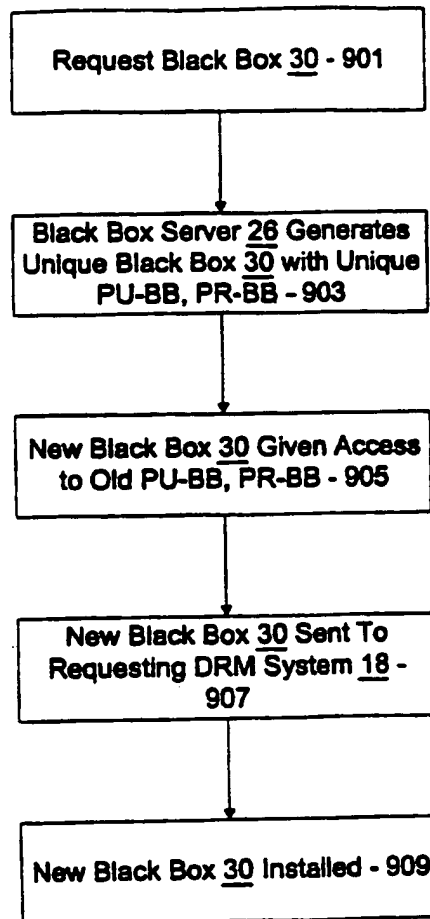 Request Black Box 30 - 901
Black Box Server 26 Generates
Unique Black Box 30 with Unique
PU-BB, PR-BB - 903
New Black Box 30 Given Access
to Old PU-BB, PR-BB - 905
New Black Box 30 Sent To
Requesting DRM System 18 -
907
New Black Box 30 Installed - 909